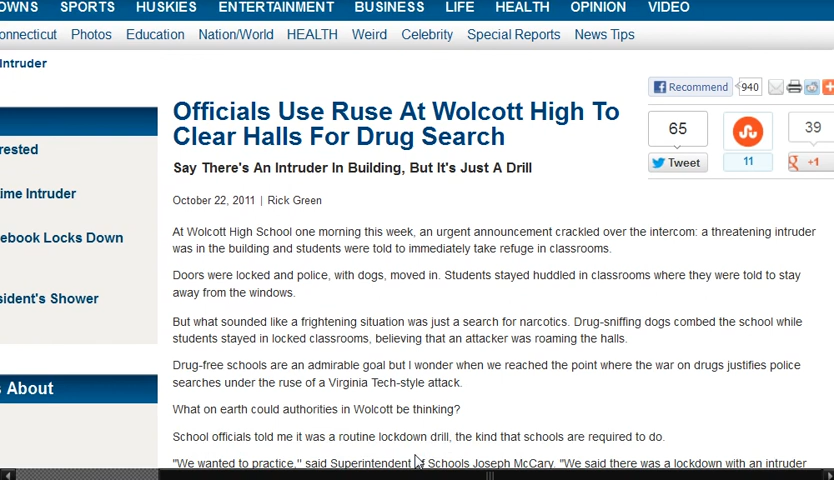 OWNS SPORTS HUSKIES ENTERTAINMENT BUSINESS LIFE HEALTH OPINION VIDEO
onnecticut Photos Education Nation/World HEALTH Weird Celebrity Special Reports News Tips
Intruder
Recommend 940
Officials Use Ruse At Wolcott High To
Clear Halls For Drug Search
65 39
Tweet 11 +1
rested
Say There's An Intruder In Building, But It's Just A Drill
ime Intruder
October 22, 2011 | Rick Green
At Wolcott High School one morning this week, an urgent announcement crackled over the intercom: a threatening intruder
was in the building and students were told to immediately take refuge in classrooms.
ebook Locks Down
Doors were locked and police, with dogs, moved in. Students stayed huddled in classrooms where they were told to stay
away from the windows.
sident's Shower
But what sounded like a frightening situation was just a search for narcotics. Drug-sniffing dogs combed the school while
students stayed in locked classrooms, believing that an attacker was roaming the halls.
Drug-free schools are an admirable goal but I wonder when we reached the point where the war on drugs justifies police
searches under the ruse of a Virginia Tech-style attack.
s About
What on earth could authorities in Wolcott be thinking?
School officials told me it was a routine lockdown drill, the kind that schools are required to do.
"We wanted to practice," said Superintendent of Schools Joseph McCary. "We said there was a lockdown with an intruder